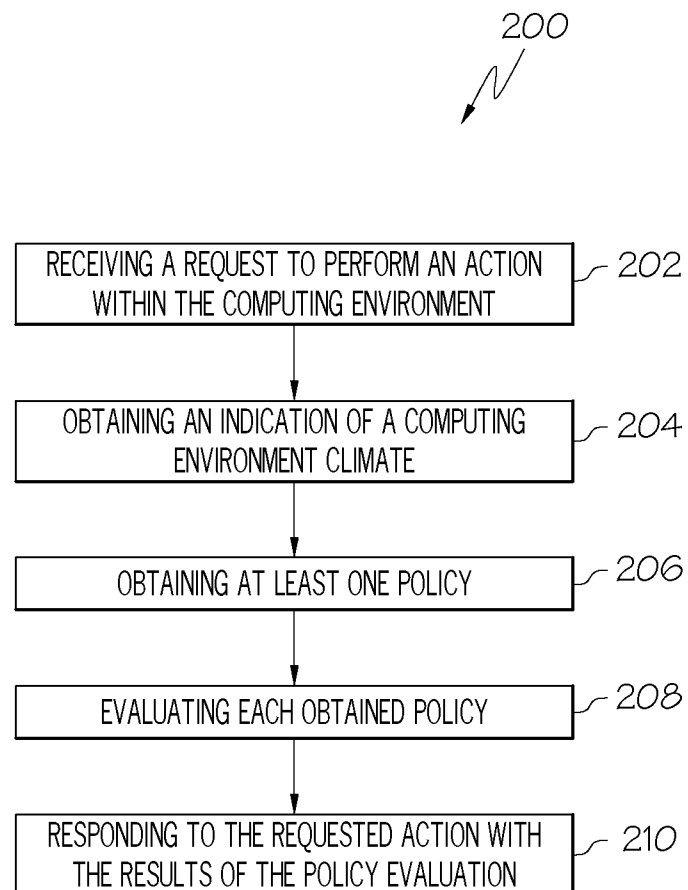 200
RECEIVING A REQUEST TO PERFORM AN ACTION
WITHIN THE COMPUTING ENVIRONMENT
202
OBTAINING AN INDICATION OF A COMPUTING
ENVIRONMENT CLIMATE
204
OBTAINING AT LEAST ONE POLICY
206
EVALUATING EACH OBTAINED POLICY
208
RESPONDING TO THE REQUESTED ACTION WITH
THE RESULTS OF THE POLICY EVALUATION
210